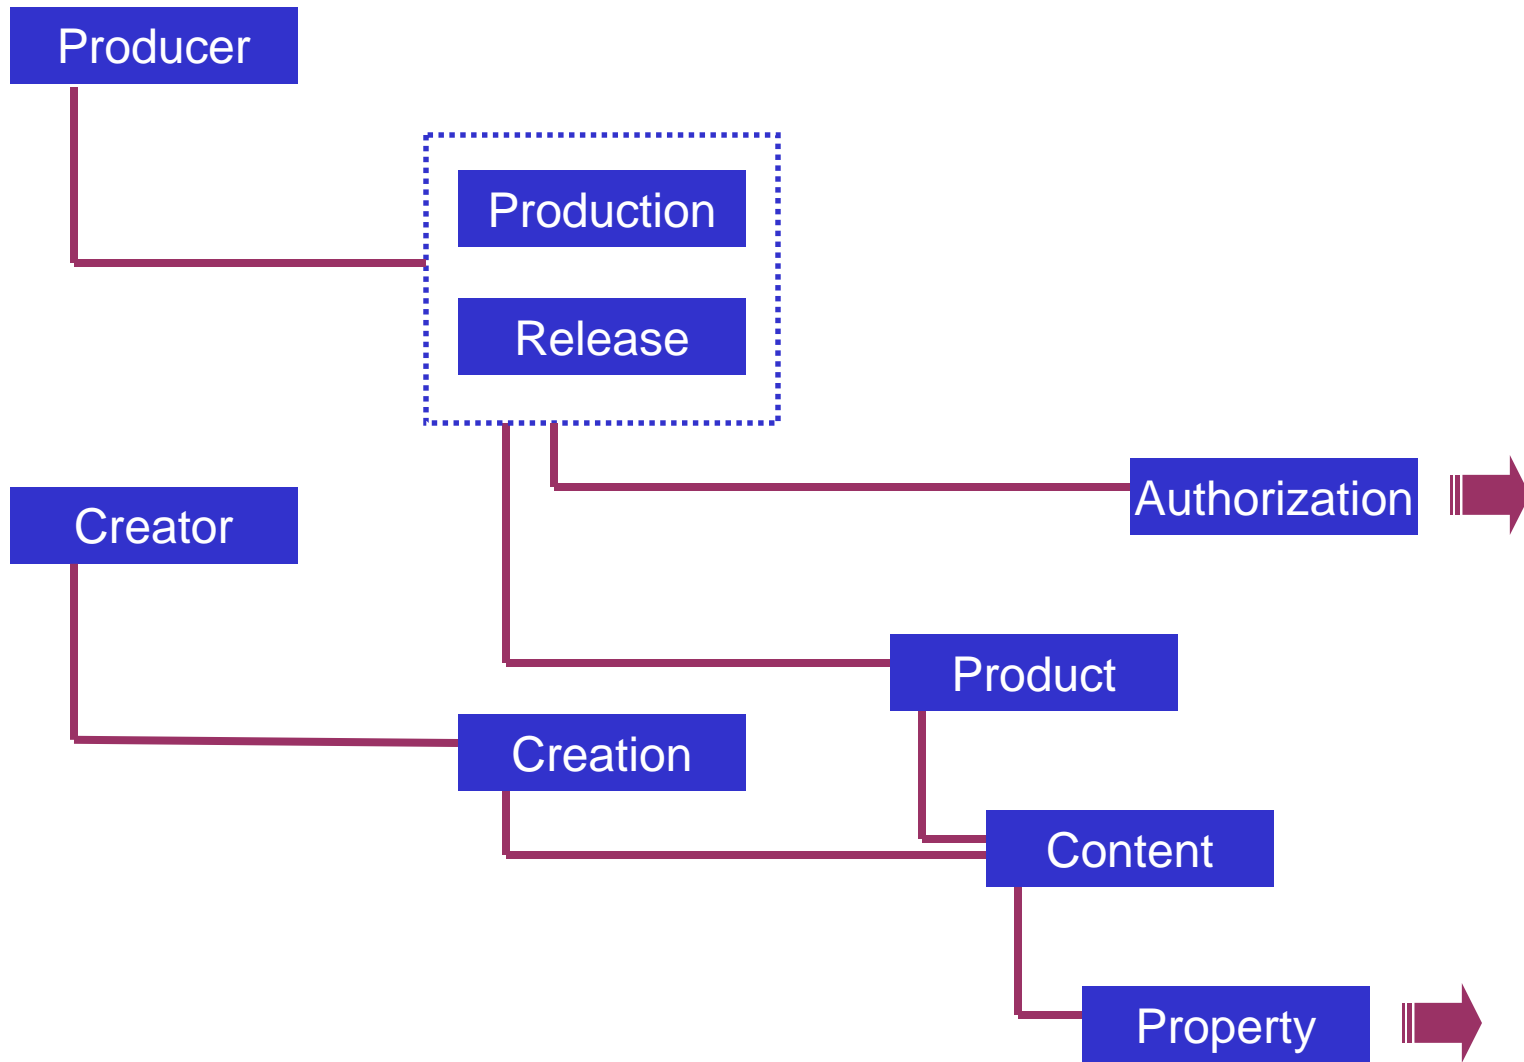 Producer
Production
Release
Authorization
Creator
Product
Creation
Content
Property